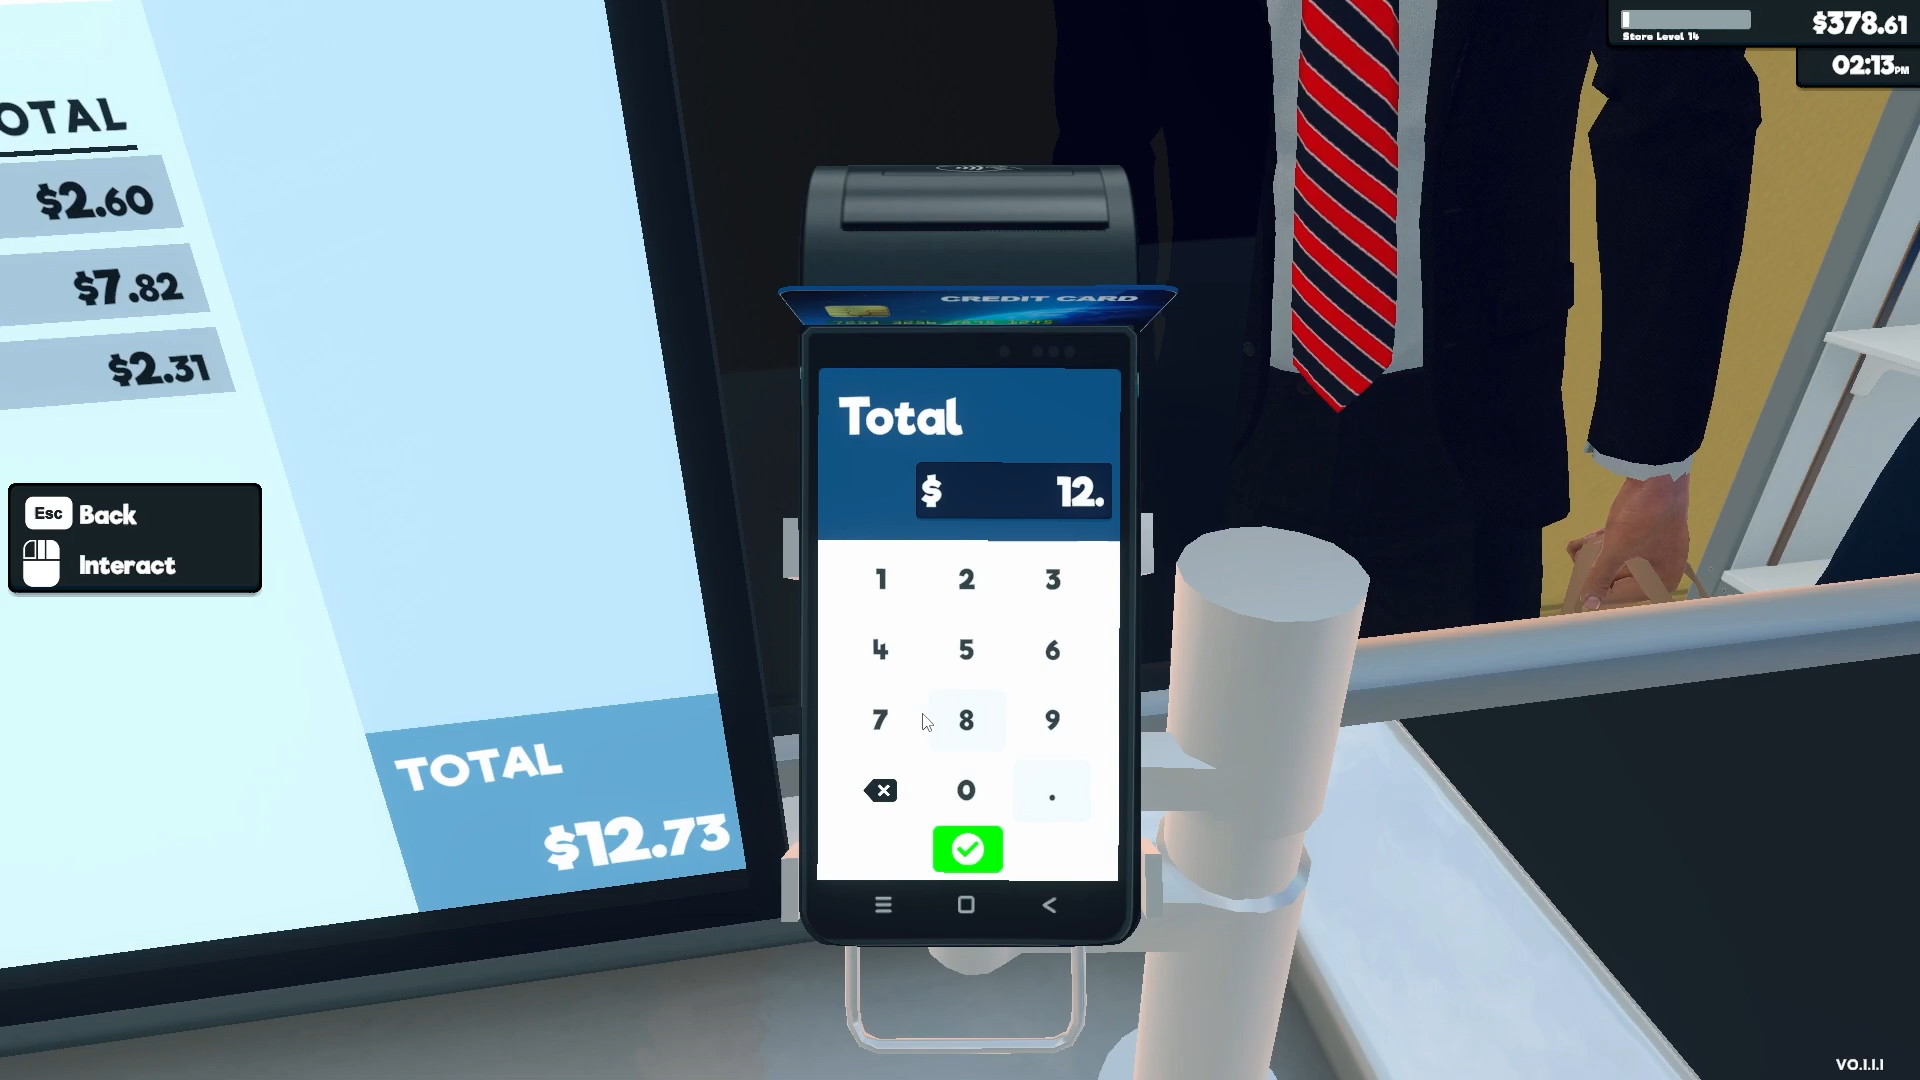 $378.61
Store Level 14
02:13PM
OTAL
$2.60
$7.82
$2.31
TOTAL
$12.73
Esc Back
Interact
CREDIT CARD
Total
$ 12.
1 2 3
4 5 6
7 8 9
0 .
V0.1.1.1